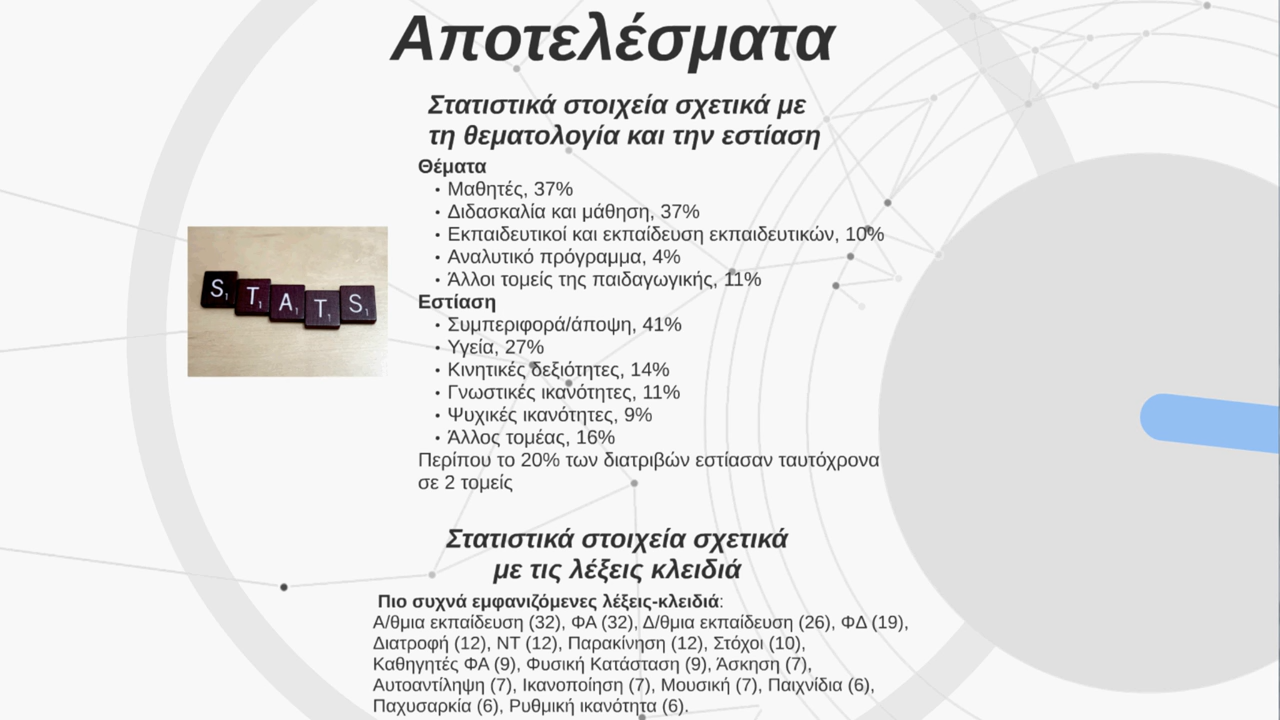 Αποτελέσματα
Στατιστικά στοιχεία σχετικά με
τη θεματολογία και την εστίαση
Θέματα
• Μαθητές, 37%
• Διδασκαλία και μάθηση, 37%
• Εκπαιδευτικοί και εκπαίδευση εκπαιδευτικών, 10%
• Αναλυτικό πρόγραμμα, 4%
• Άλλοι τομείς της παιδαγωγικής, 11%
Εστίαση
• Συμπεριφορά/άποψη, 41%
• Υγεία, 27%
• Κινητικές δεξιότητες, 14%
• Γνωστικές ικανότητες, 11%
• Ψυχικές ικανότητες, 9%
• Άλλος τομέας, 16%
Περίπου το 20% των διατριβών εστίασαν ταυτόχρονα
σε 2 τομείς
S1 T1 A1 T1 S1
Στατιστικά στοιχεία σχετικά
με τις λέξεις κλειδιά
Πιο συχνά εμφανιζόμενες λέξεις-κλειδιά:
Α/θμια εκπαίδευση (32), ΦΑ (32), Δ/θμια εκπαίδευση (26), ΦΔ (19),
Διατροφή (12), ΝΤ (12), Παρακίνηση (12), Στόχοι (10),
Καθηγητές ΦΑ (9), Φυσική Κατάσταση (9), Άσκηση (7),
Αυτοαντίληψη (7), Ικανοποίηση (7), Μουσική (7), Παιχνίδια (6),
Παχυσαρκία (6), Ρυθμική ικανότητα (6).